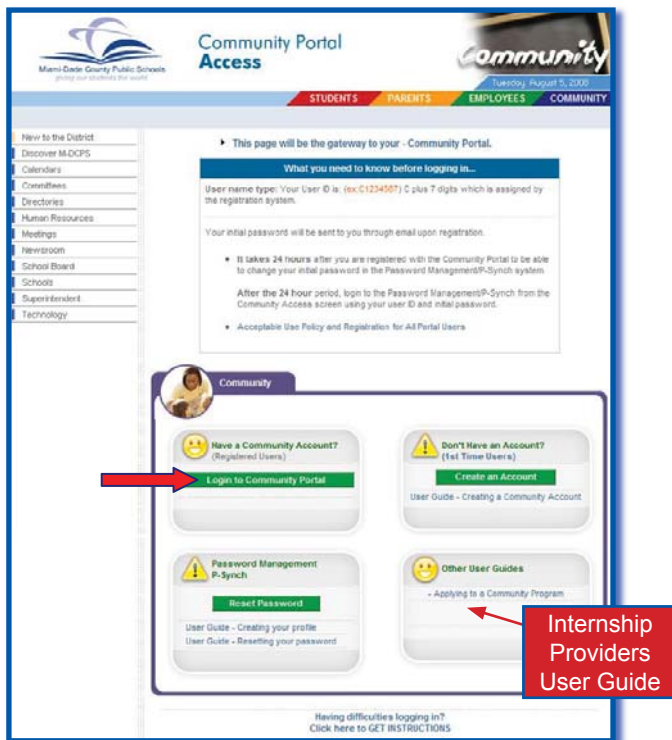 Miami-Dade County Public Schools
giving our students the world
Community Portal
Access
Community
Tuesday, August 5, 2008
STUDENTS PARENTS EMPLOYEES COMMUNITY
New to the District
Discover M-DCPS
Calendars
Committees
Directories
Human Resources
Meetings
Newsroom
School Board
Schools
Superintendent
Technology
This page will be the gateway to your - Community Portal.
What you need to know before logging in...
User name type: Your User ID is: (ex:C1234567) C plus 7 digits which is assigned by
the registration system.
Your initial password will be sent to you through email upon registration.
It takes 24 hours after you are registered with the Community Portal to be able
to change your initial password in the Password Management/P-Synch system.
After the 24 hour period, login to the Password Management/P-Synch from the
Community Access screen using your user ID and initial password.
Acceptable Use Policy and Registration for All Portal Users
Community
Have a Community Account?
(Registered Users)
Login to Community Portal
Don't Have an Account?
(1st Time Users)
Create an Account
User Guide - Creating a Community Account
Password Management
P-Synch
Reset Password
User Guide - Creating your profile
User Guide - Resetting your password
Other User Guides
- Applying to a Community Program
Internship
Providers
User Guide
Having difficulties logging in?
Click here to GET INSTRUCTIONS